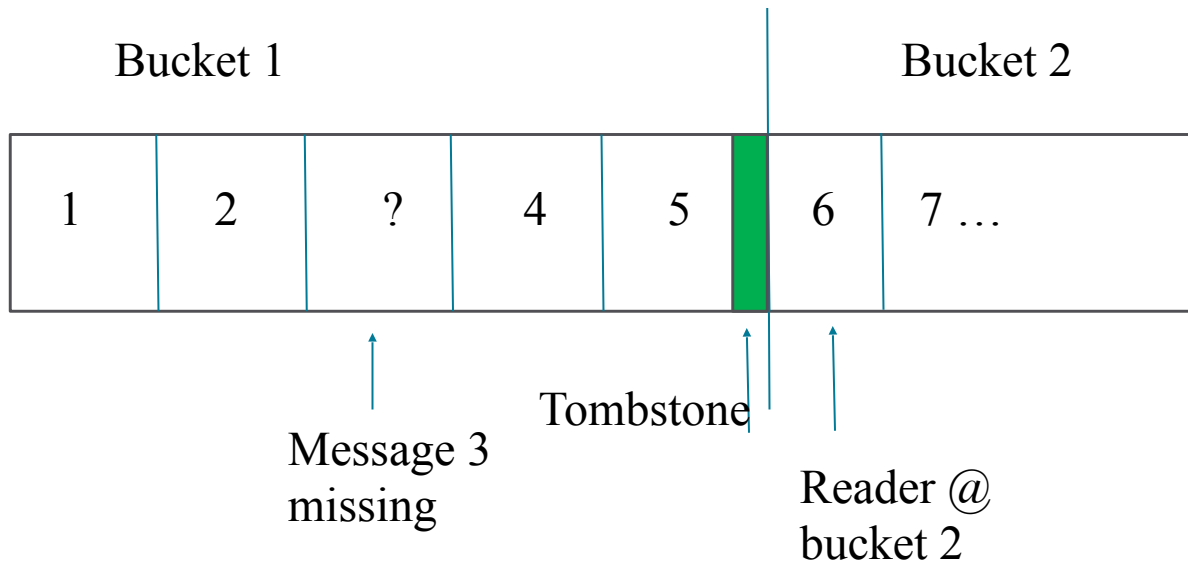 Bucket 1
Bucket 2
1
2
?
4
5
6
7 …
Message 3
missing
Tombstone
Reader @
bucket 2